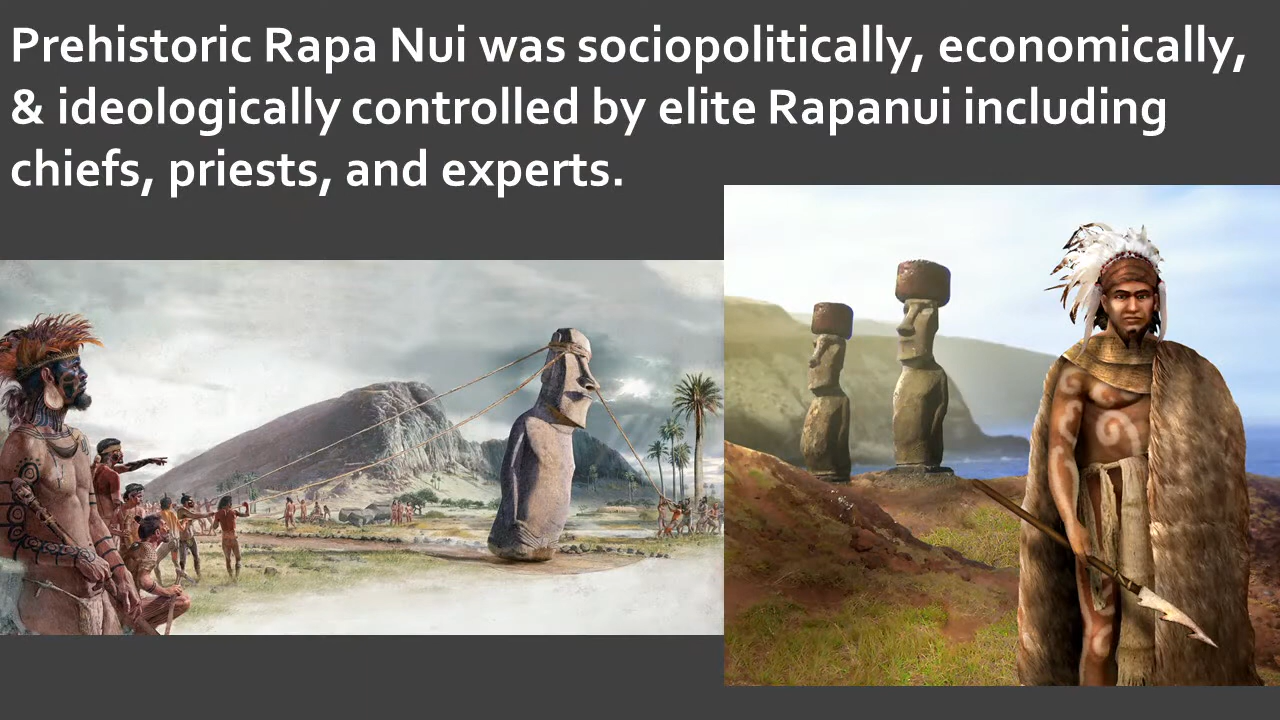 Prehistoric Rapa Nui was sociopolitically, economically,
& ideologically controlled by elite Rapanui including
chiefs, priests, and experts.